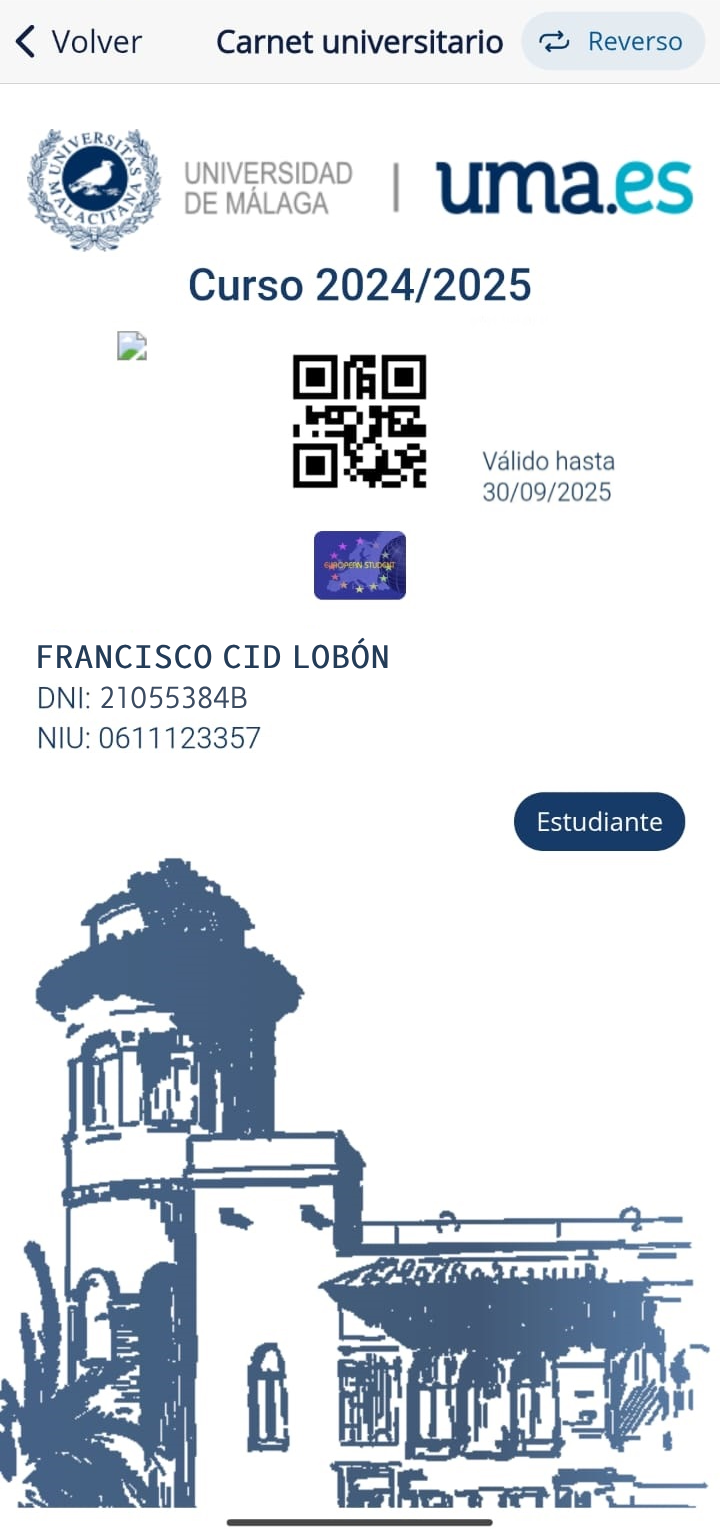 Volver
Carnet universitario
Reverso
UNIVERSITAS MALACITANA
UNIVERSIDAD
DE MÁLAGA
uma.es
Curso 2024/2025
Válido hasta
30/09/2025
EUROPEAN STUDENT
FRANCISCO CID LOBÓN
DNI: 21055384B
NIU: 0611123357
Estudiante